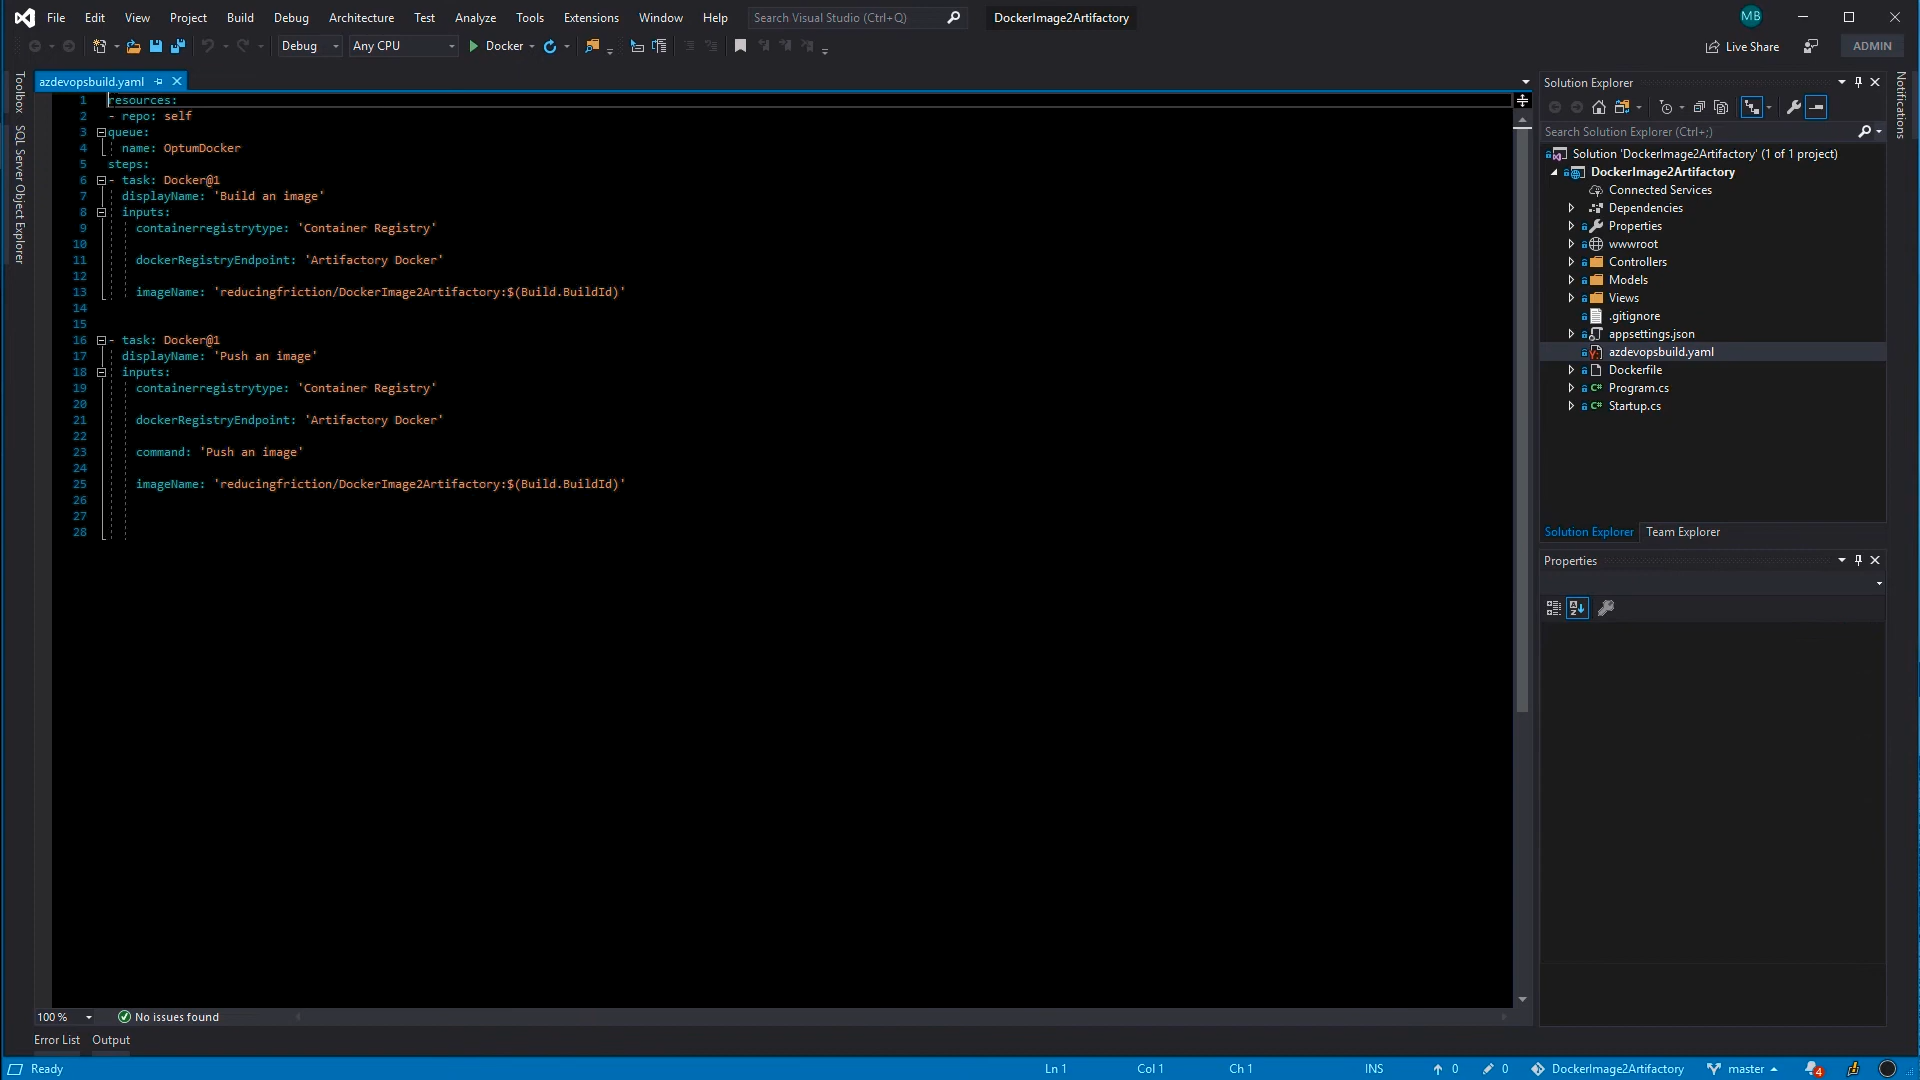 File Edit View Project Build Debug Architecture Test Analyze Tools Extensions Window Help Search Visual Studio (Ctrl+Q) DockerImage2Artifactory MB
Debug Any CPU Docker Live Share ADMIN
Toolbox
SQL Server Object Explorer
azdevopsbuild.yaml
1 resources:
2 - repo: self
3 queue:
4 name: OptumDocker
5 steps:
6 - task: Docker@1
7 displayName: 'Build an image'
8 inputs:
9 containerregistrytype: 'Container Registry'
10
11 dockerRegistryEndpoint: 'Artifactory Docker'
12
13 imageName: 'reducingfriction/DockerImage2Artifactory:$(Build.BuildId)'
14
15
16 - task: Docker@1
17 displayName: 'Push an image'
18 inputs:
19 containerregistrytype: 'Container Registry'
20
21 dockerRegistryEndpoint: 'Artifactory Docker'
22
23 command: 'Push an image'
24
25 imageName: 'reducingfriction/DockerImage2Artifactory:$(Build.BuildId)'
26
27
28
100 % No issues found
Error List Output
Solution Explorer
Search Solution Explorer (Ctrl+;)
Solution 'DockerImage2Artifactory' (1 of 1 project)
DockerImage2Artifactory
Connected Services
Dependencies
Properties
wwwroot
Controllers
Models
Views
.gitignore
appsettings.json
azdevopsbuild.yaml
Dockerfile
C# Program.cs
C# Startup.cs
Solution Explorer Team Explorer
Properties
Notifications
Ready Ln 1 Col 1 Ch 1 INS 0 0 DockerImage2Artifactory master 4